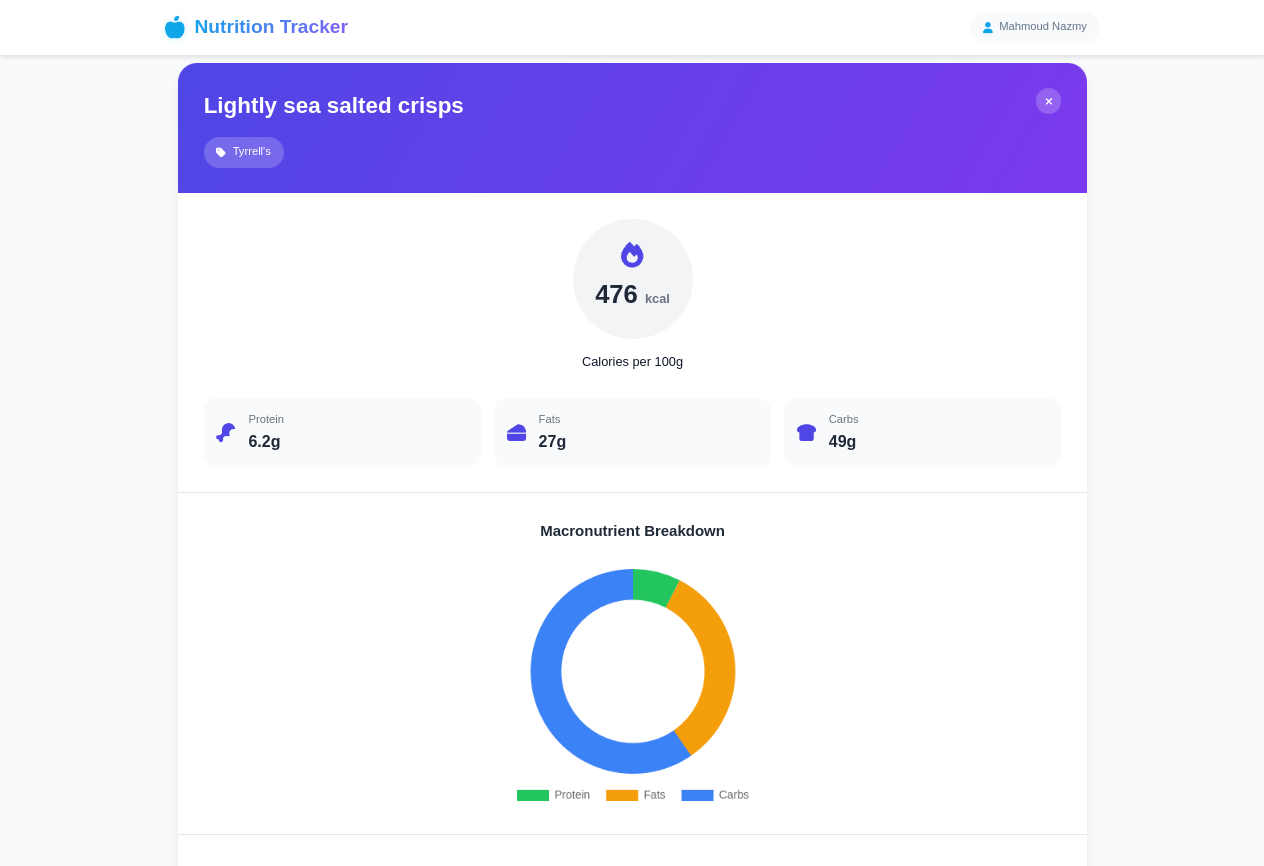 Nutrition Tracker
Mahmoud Nazmy
Lightly sea salted crisps
×
Tyrrell's
476 kcal
Calories per 100g
Protein
6.2g
Fats
27g
Carbs
49g
Macronutrient Breakdown
Protein Fats Carbs